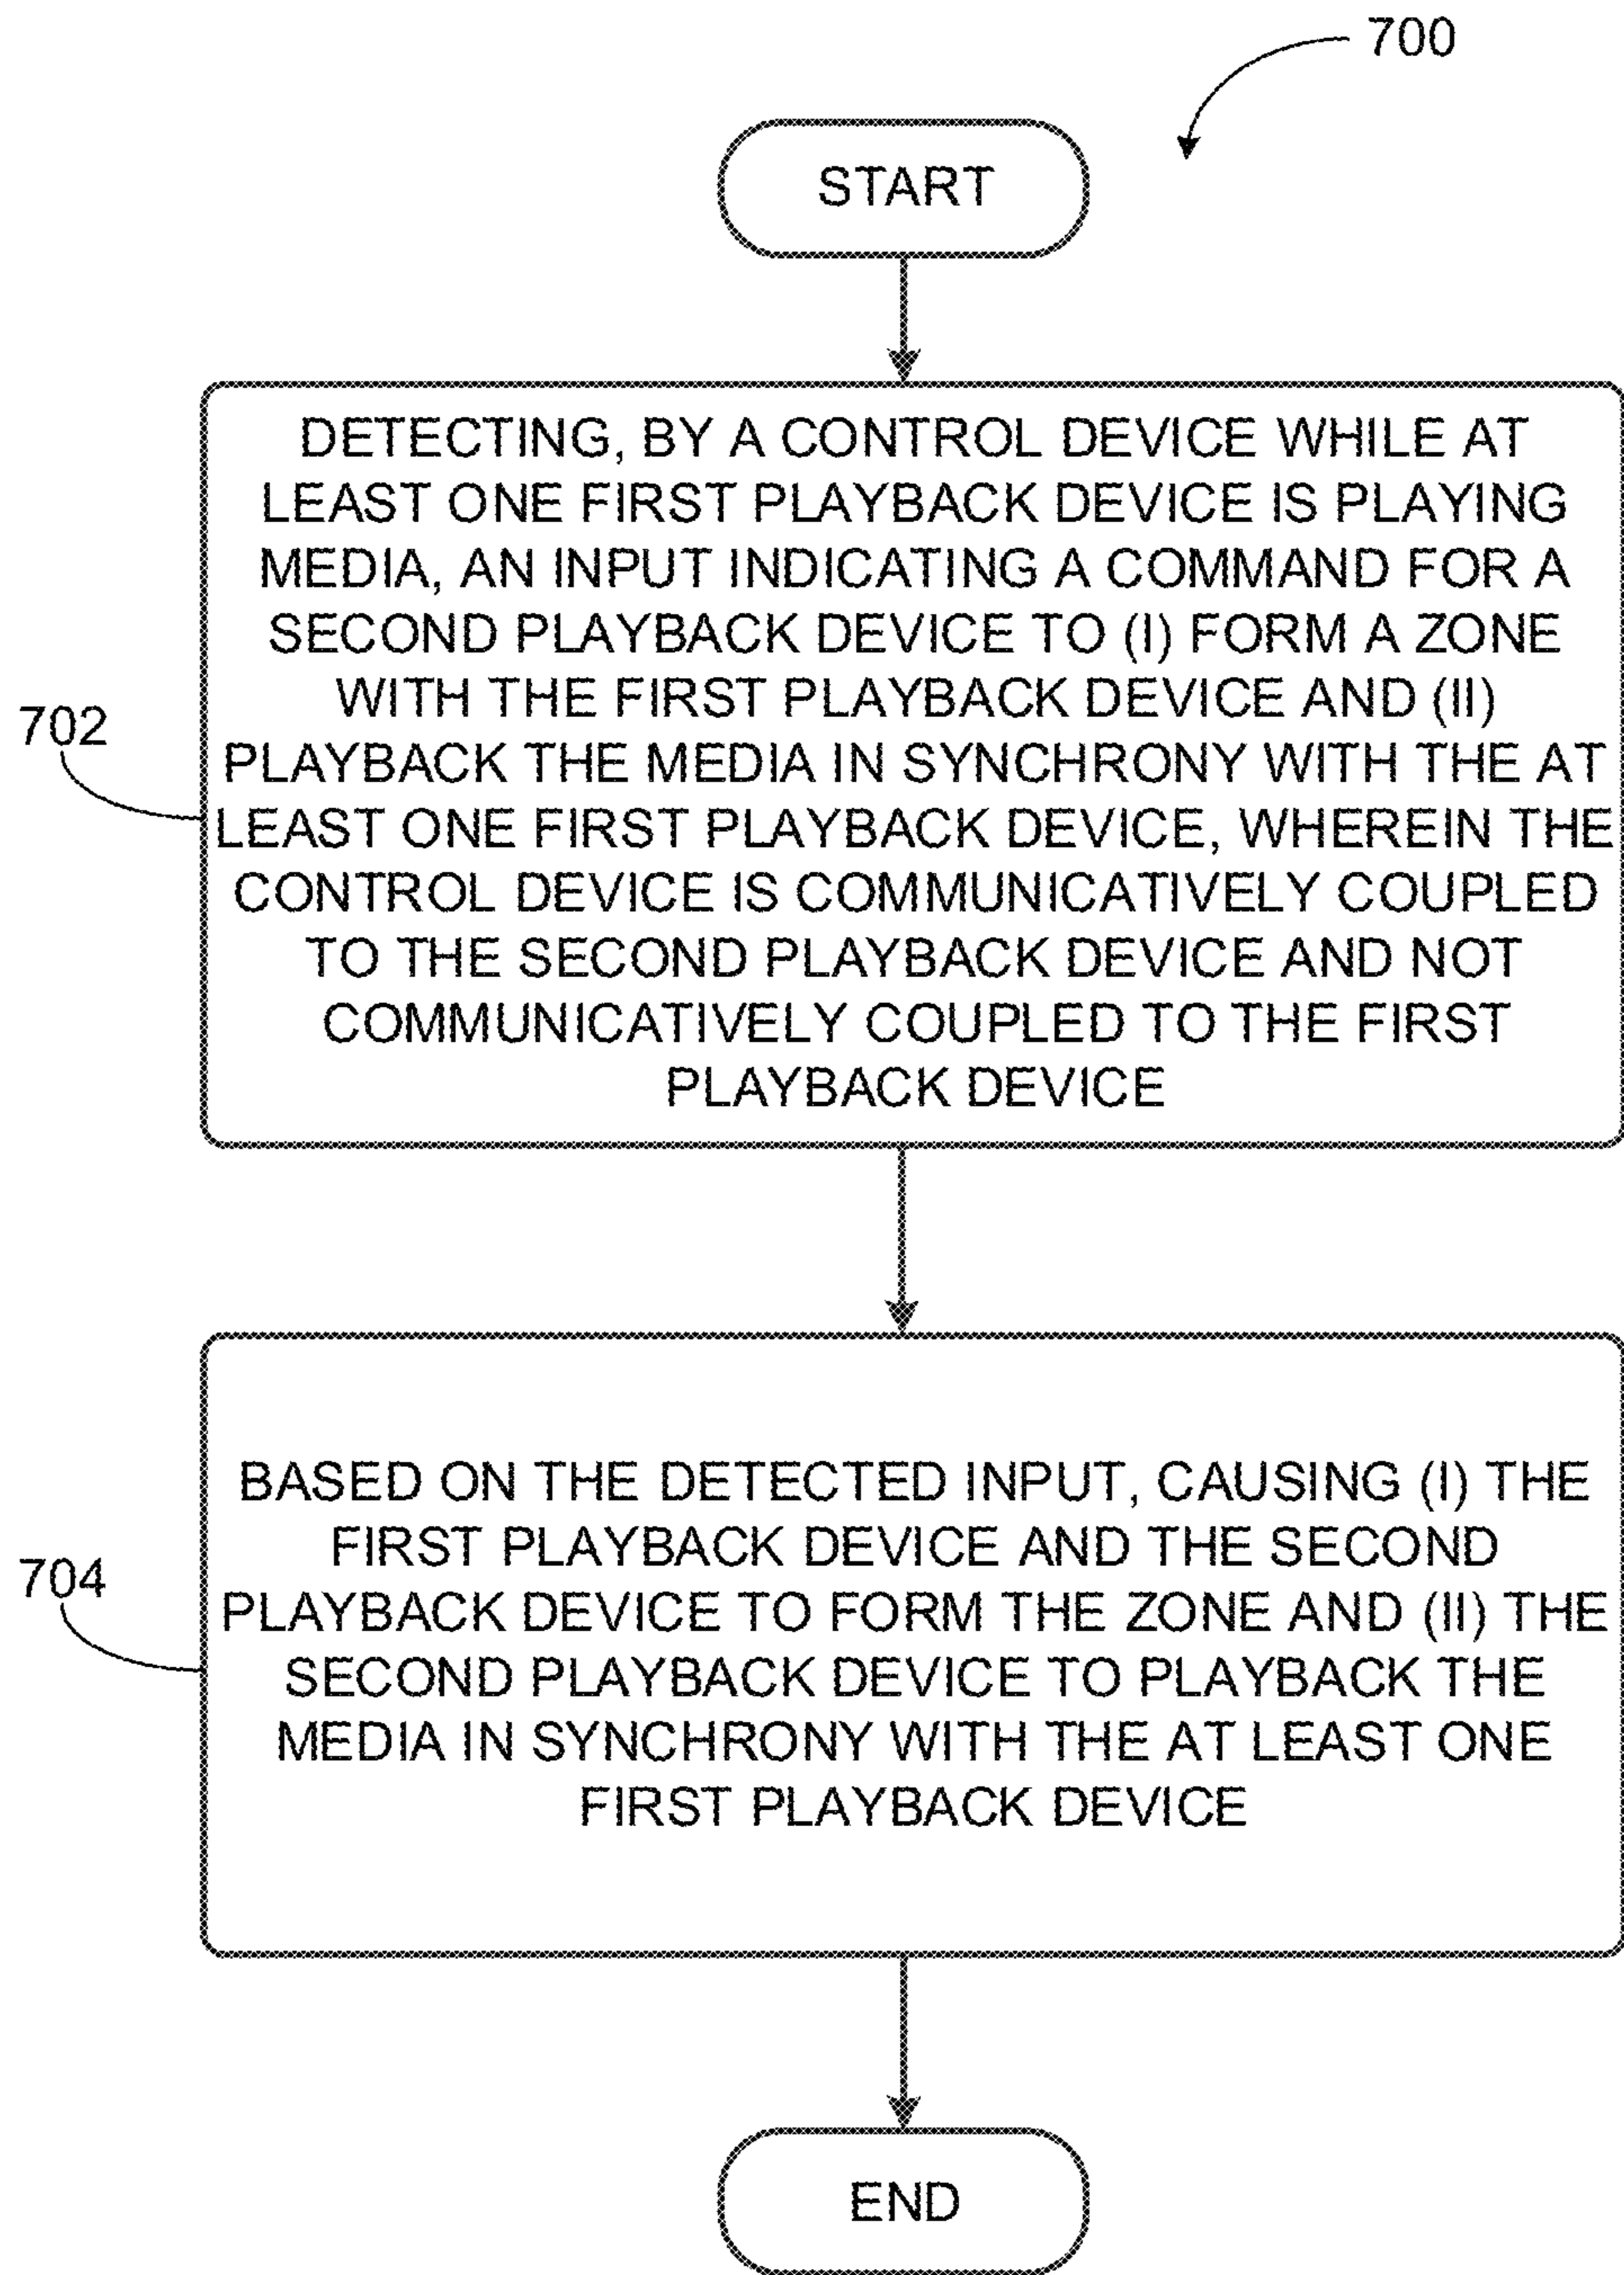 700
START
DETECTING, BY A CONTROL DEVICE WHILE AT
LEAST ONE FIRST PLAYBACK DEVICE IS PLAYING
MEDIA, AN INPUT INDICATING A COMMAND FOR A
SECOND PLAYBACK DEVICE TO (I) FORM A ZONE
WITH THE FIRST PLAYBACK DEVICE AND (II)
PLAYBACK THE MEDIA IN SYNCHRONY WITH THE AT
LEAST ONE FIRST PLAYBACK DEVICE, WHEREIN THE
CONTROL DEVICE IS COMMUNICATIVELY COUPLED
TO THE SECOND PLAYBACK DEVICE AND NOT
COMMUNICATIVELY COUPLED TO THE FIRST
PLAYBACK DEVICE
702
BASED ON THE DETECTED INPUT, CAUSING (I) THE
FIRST PLAYBACK DEVICE AND THE SECOND
PLAYBACK DEVICE TO FORM THE ZONE AND (II) THE
SECOND PLAYBACK DEVICE TO PLAYBACK THE
MEDIA IN SYNCHRONY WITH THE AT LEAST ONE
FIRST PLAYBACK DEVICE
704
END